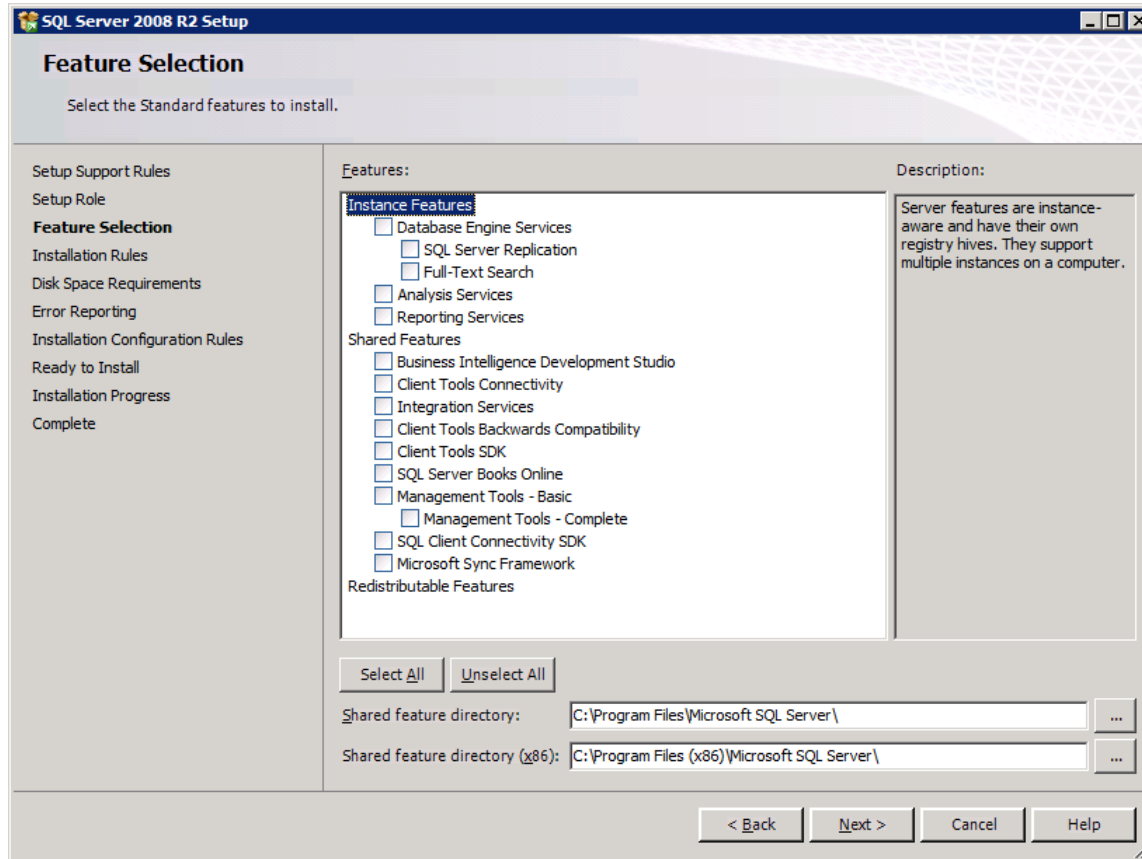 SQL Server 2008 R2 Setup
Feature Selection
Select the Standard features to install.
Setup Support Rules
Setup Role
Feature Selection
Installation Rules
Disk Space Requirements
Error Reporting
Installation Configuration Rules
Ready to Install
Installation Progress
Complete
Features:
Instance Features
Database Engine Services
SQL Server Replication
Full-Text Search
Analysis Services
Reporting Services
Shared Features
Business Intelligence Development Studio
Client Tools Connectivity
Integration Services
Client Tools Backwards Compatibility
Client Tools SDK
SQL Server Books Online
Management Tools - Basic
Management Tools - Complete
SQL Client Connectivity SDK
Microsoft Sync Framework
Redistributable Features
Description:
Server features are instance-
aware and have their own
registry hives. They support
multiple instances on a computer.
Select All
Unselect All
Shared feature directory:
C:\Program Files\Microsoft SQL Server\
...
Shared feature directory (x86):
C:\Program Files (x86)\Microsoft SQL Server\
...
< Back
Next >
Cancel
Help